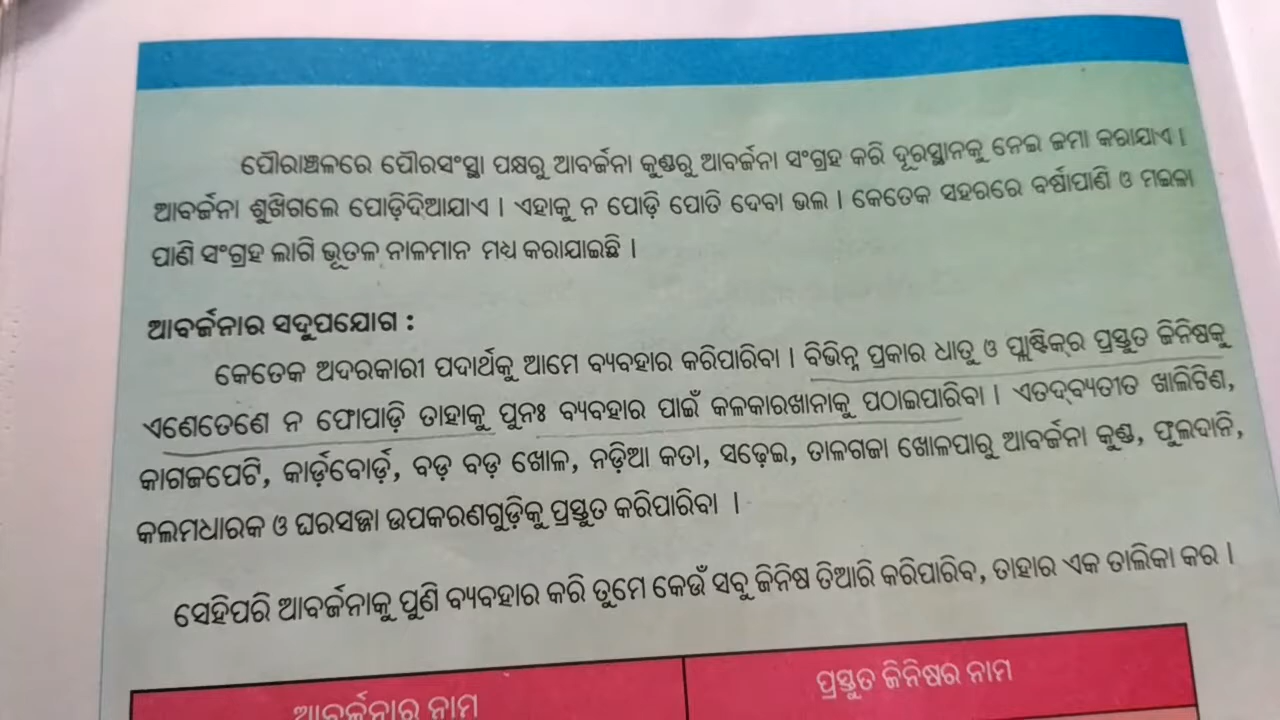 ପୌରାଞ୍ଚଳରେ ପୌରସଂସ୍ଥା ପକ୍ଷରୁ ଆବର୍ଜନା କୁଣ୍ଡରୁ ଆବର୍ଜନା ସଂଗ୍ରହ କରି ଦୂରସ୍ଥାନକୁ ନେଇ ଜମା କରାଯାଏ ।
ଆବର୍ଜନା ଶୁଖିଗଲେ ପୋଡ଼ିଦିଆଯାଏ । ଏହାକୁ ନ ପୋଡ଼ି ପୋତି ଦେବା ଭଲ । କେତେକ ସହରରେ ବର୍ଷାପାଣି ଓ ମଇଳା
ପାଣି ସଂଗ୍ରହ ଲାଗି ଭୂତଳ ନାଳମାନ ମଧ୍ୟ କରାଯାଇଛି ।
ଆବର୍ଜନାର ସଦୁପଯୋଗ :
କେତେକ ଅଦରକାରୀ ପଦାର୍ଥକୁ ଆମେ ବ୍ୟବହାର କରିପାରିବା । ବିଭିନ୍ନ ପ୍ରକାର ଧାତୁ ଓ ପ୍ଲାଷ୍ଟିକ୍‌ର ପ୍ରସ୍ତୁତ ଜିନିଷକୁ
ଏଣେତେଣେ ନ ଫୋପାଡ଼ି ତାହାକୁ ପୁନଃ ବ୍ୟବହାର ପାଇଁ କଳକାରଖାନାକୁ ପଠାଇପାରିବା । ଏତଦ୍‌ବ୍ୟତୀତ ଖାଲିଟିଣ,
କାଗଜପେଟି, କାର୍ଡ଼ବୋର୍ଡ଼, ବଡ଼ ବଡ଼ ଖୋଳ, ନଡ଼ିଆ କତା, ସଢ଼େଇ, ତାଳଗଜା ଖୋଳପାରୁ ଆବର୍ଜନା କୁଣ୍ଡ, ଫୁଲଦାନି,
କଲମଧାରକ ଓ ଘରସଜ୍ଜା ଉପକରଣଗୁଡ଼ିକୁ ପ୍ରସ୍ତୁତ କରିପାରିବା ।
ସେହିପରି ଆବର୍ଜନାକୁ ପୁଣି ବ୍ୟବହାର କରି ତୁମେ କେଉଁ ସବୁ ଜିନିଷ ତିଆରି କରିପାରିବ, ତାହାର ଏକ ତାଲିକା କର ।
ଆବର୍ଜନାର ନାମ
ପ୍ରସ୍ତୁତ ଜିନିଷର ନାମ